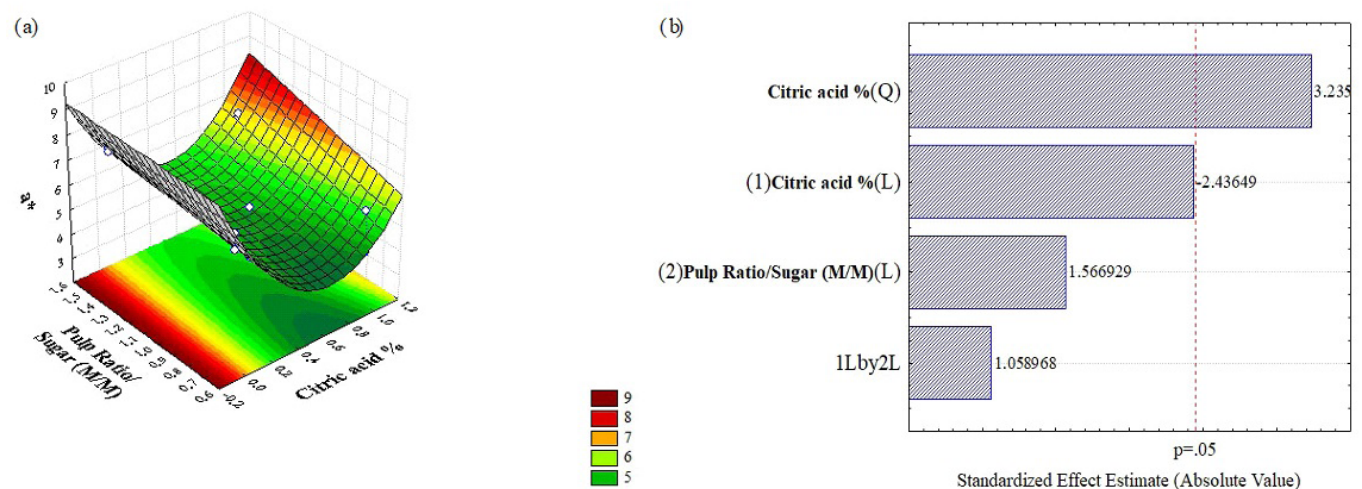 (a)
10
9
8
7
6
5
4
3
a*
Pulp Ratio/
Sugar (M/M)
-0.2
0.0
0.2
0.4
0.6
0.8
1.0
1.2
Citric acid %
9
8
7
6
5
(b)
Citric acid %(Q)
3.235
(1)Citric acid %(L)
-2.43649
(2)Pulp Ratio/Sugar (M/M)(L)
1.566929
1Lby2L
1.058968
p=.05
Standardized Effect Estimate (Absolute Value)